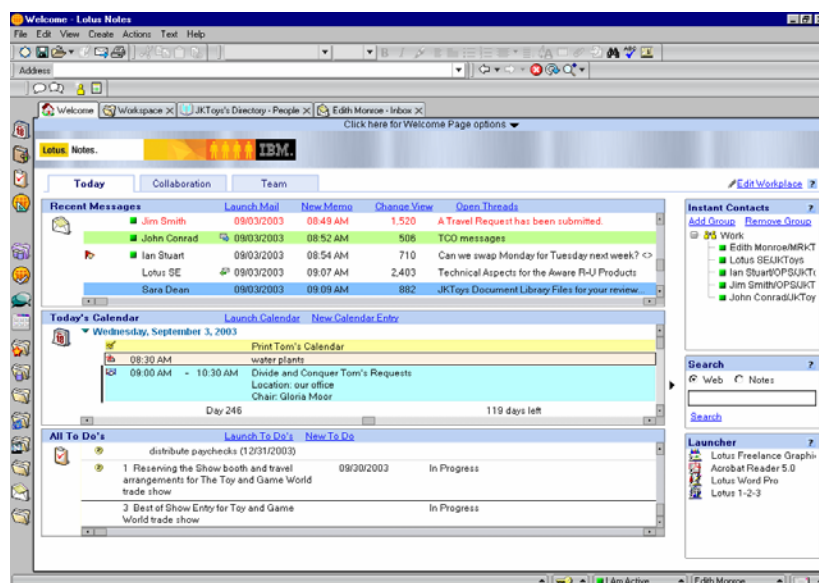 Welcome - Lotus Notes
File Edit View Create Actions Text Help
Address
Welcome Workspace JKToys's Directory - People Edith Monroe - Inbox
Click here for Welcome Page options
Lotus. Notes. IBM.
Today Collaboration Team Edit Workplace ?
Recent Messages Launch Mail New Memo Change View Open Threads
Jim Smith 09/03/2003 08:49 AM 1,520 A Travel Request has been submitted.
John Conrad 09/03/2003 08:52 AM 506 TCO messages
Ian Stuart 09/03/2003 08:54 AM 710 Can we swap Monday for Tuesday next week? <>
Lotus SE 09/03/2003 09:07 AM 2,403 Technical Aspects for the Aware R-U Products
Sara Dean 09/03/2003 09:09 AM 882 JKToys Document Library Files for your review...
Today's Calendar Launch Calendar New Calendar Entry
Wednesday, September 3, 2003
Print Tom's Calendar
08:30 AM water plants
09:00 AM - 10:30 AM Divide and Conquer Tom's Requests
Location: our office
Chair: Gloria Moor
Day 246 119 days left
All To Do's Launch To Do's New To Do
distribute paychecks (12/31/2003)
1 Reserving the Show booth and travel 09/30/2003 In Progress
arrangements for The Toy and Game World
trade show
3 Best of Show Entry for Toy and Game In Progress
World trade show
Instant Contacts ?
Add Group Remove Group
Work
Edith Monroe/MRKT
Lotus SE/JKToys
Ian Stuart/OPS/JKT
Jim Smith/OPS/JKT
John Conrad/JKToy
Search ?
Web Notes
Search
Launcher ?
Lotus Freelance Graphi
Acrobat Reader 5.0
Lotus Word Pro
Lotus 1-2-3
I Am Active Edith Monroe